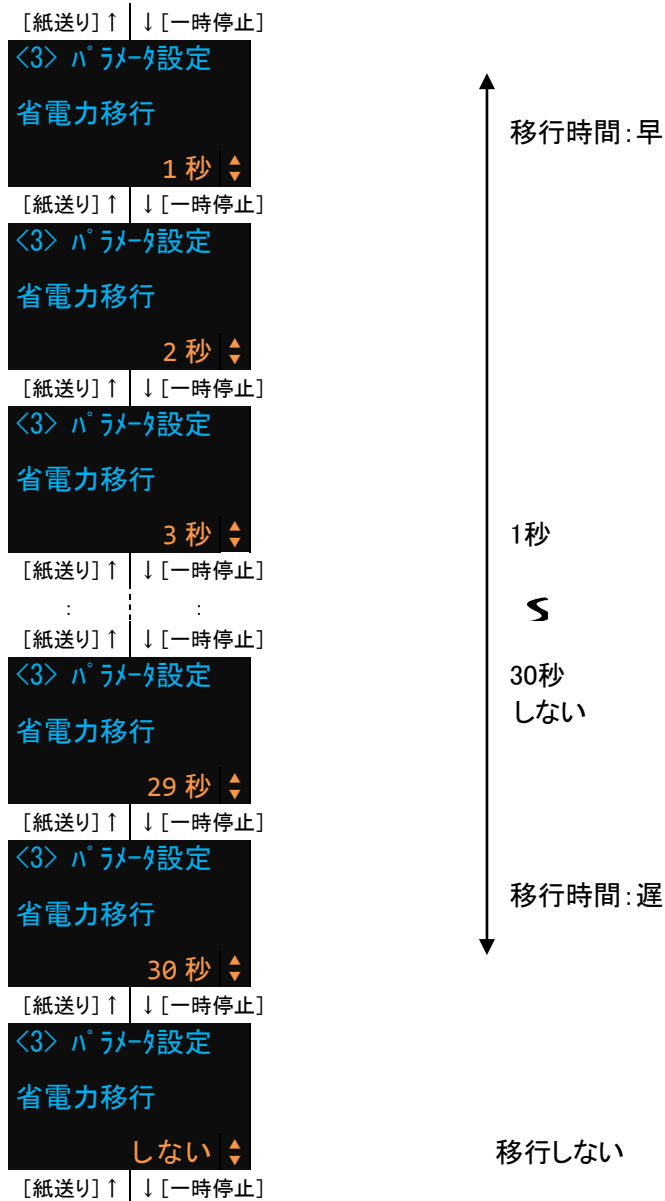 [紙送り]↑ ↓[一時停止]
<3> パラメータ設定
省電力移行
1 秒
移行時間:早
[紙送り]↑ ↓[一時停止]
<3> パラメータ設定
省電力移行
2 秒
[紙送り]↑ ↓[一時停止]
<3> パラメータ設定
省電力移行
3 秒
1秒
[紙送り]↑ ↓[一時停止]
: :
∽
[紙送り]↑ ↓[一時停止]
<3> パラメータ設定
30秒
しない
省電力移行
29 秒
[紙送り]↑ ↓[一時停止]
<3> パラメータ設定
省電力移行
移行時間:遅
30 秒
[紙送り]↑ ↓[一時停止]
<3> パラメータ設定
省電力移行
しない
移行しない
[紙送り]↑ ↓[一時停止]